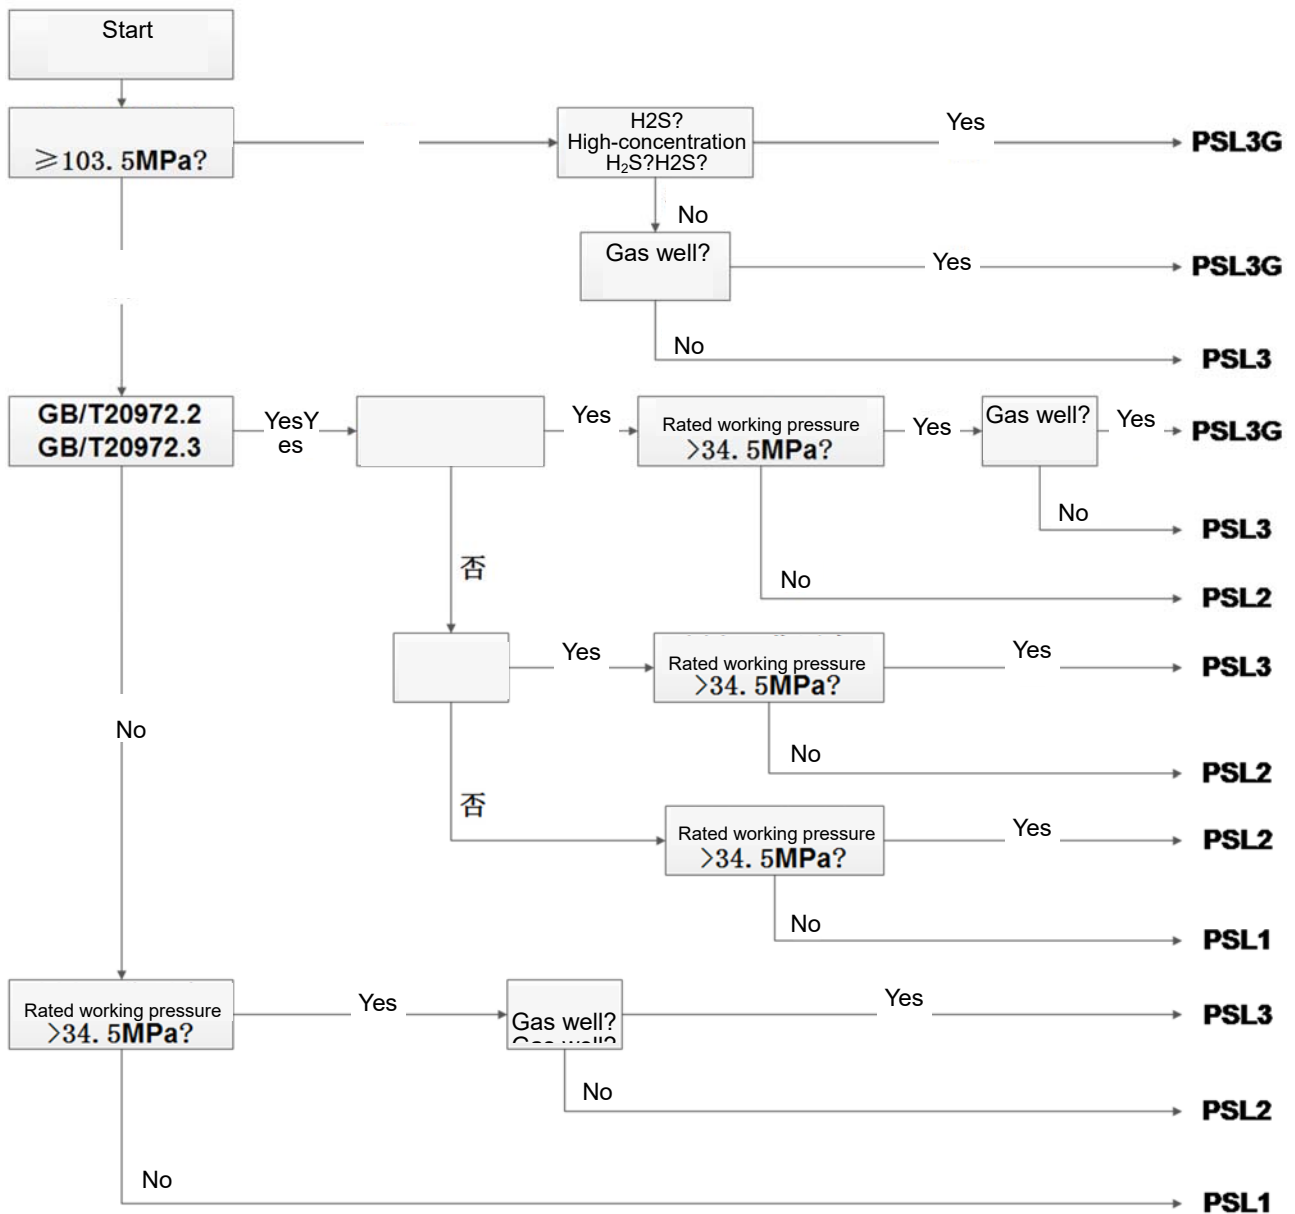 Start
≥103.5MPa?
H2S?
High-concentration
H₂S?H2S?
Yes
PSL3G
No
Gas well?
Yes
PSL3G
No
PSL3
GB/T20972.2
GB/T20972.3
YesY
es
Yes
Rated working pressure
>34.5MPa?
Yes
Gas well?
Yes
PSL3G
No
PSL3
否
No
PSL2
Yes
Rated working pressure
>34.5MPa?
Yes
PSL3
No
No
PSL2
否
Rated working pressure
>34.5MPa?
Yes
PSL2
No
PSL1
Rated working pressure
>34.5MPa?
Yes
Gas well?
Yes
PSL3
No
PSL2
No
PSL1